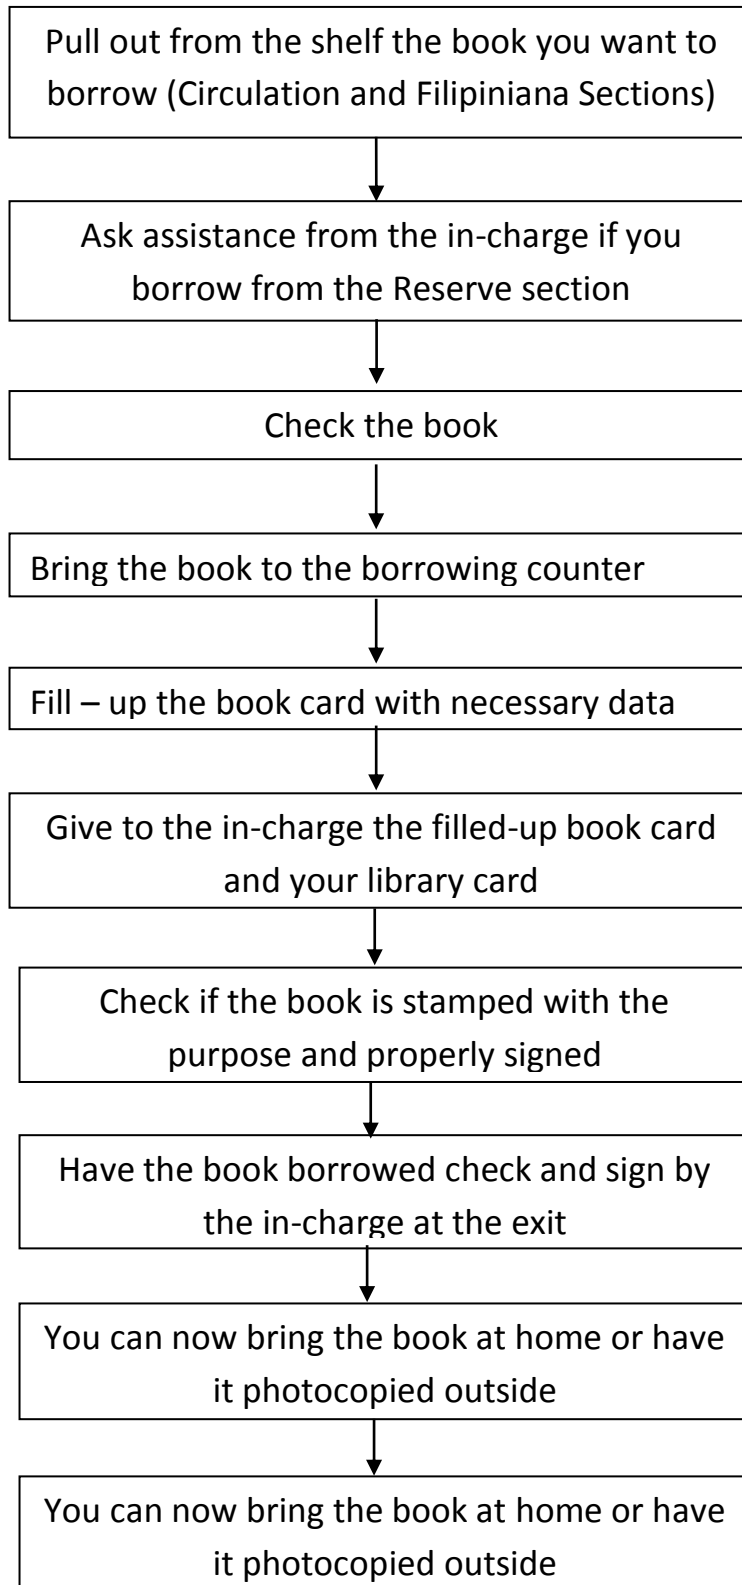 Pull out from the shelf the book you want to
borrow (Circulation and Filipiniana Sections)
Ask assistance from the in-charge if you
borrow from the Reserve section
Check the book
Bring the book to the borrowing counter
Fill – up the book card with necessary data
Give to the in-charge the filled-up book card
and your library card
Check if the book is stamped with the
purpose and properly signed
Have the book borrowed check and sign by
the in-charge at the exit
You can now bring the book at home or have
it photocopied outside
You can now bring the book at home or have
it photocopied outside